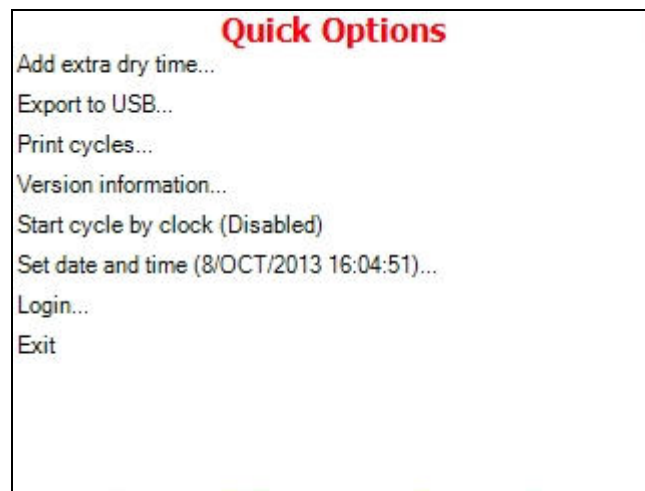 Quick Options
Add extra dry time...
Export to USB...
Print cycles...
Version information...
Start cycle by clock (Disabled)
Set date and time (8/OCT/2013 16:04:51)...
Login...
Exit